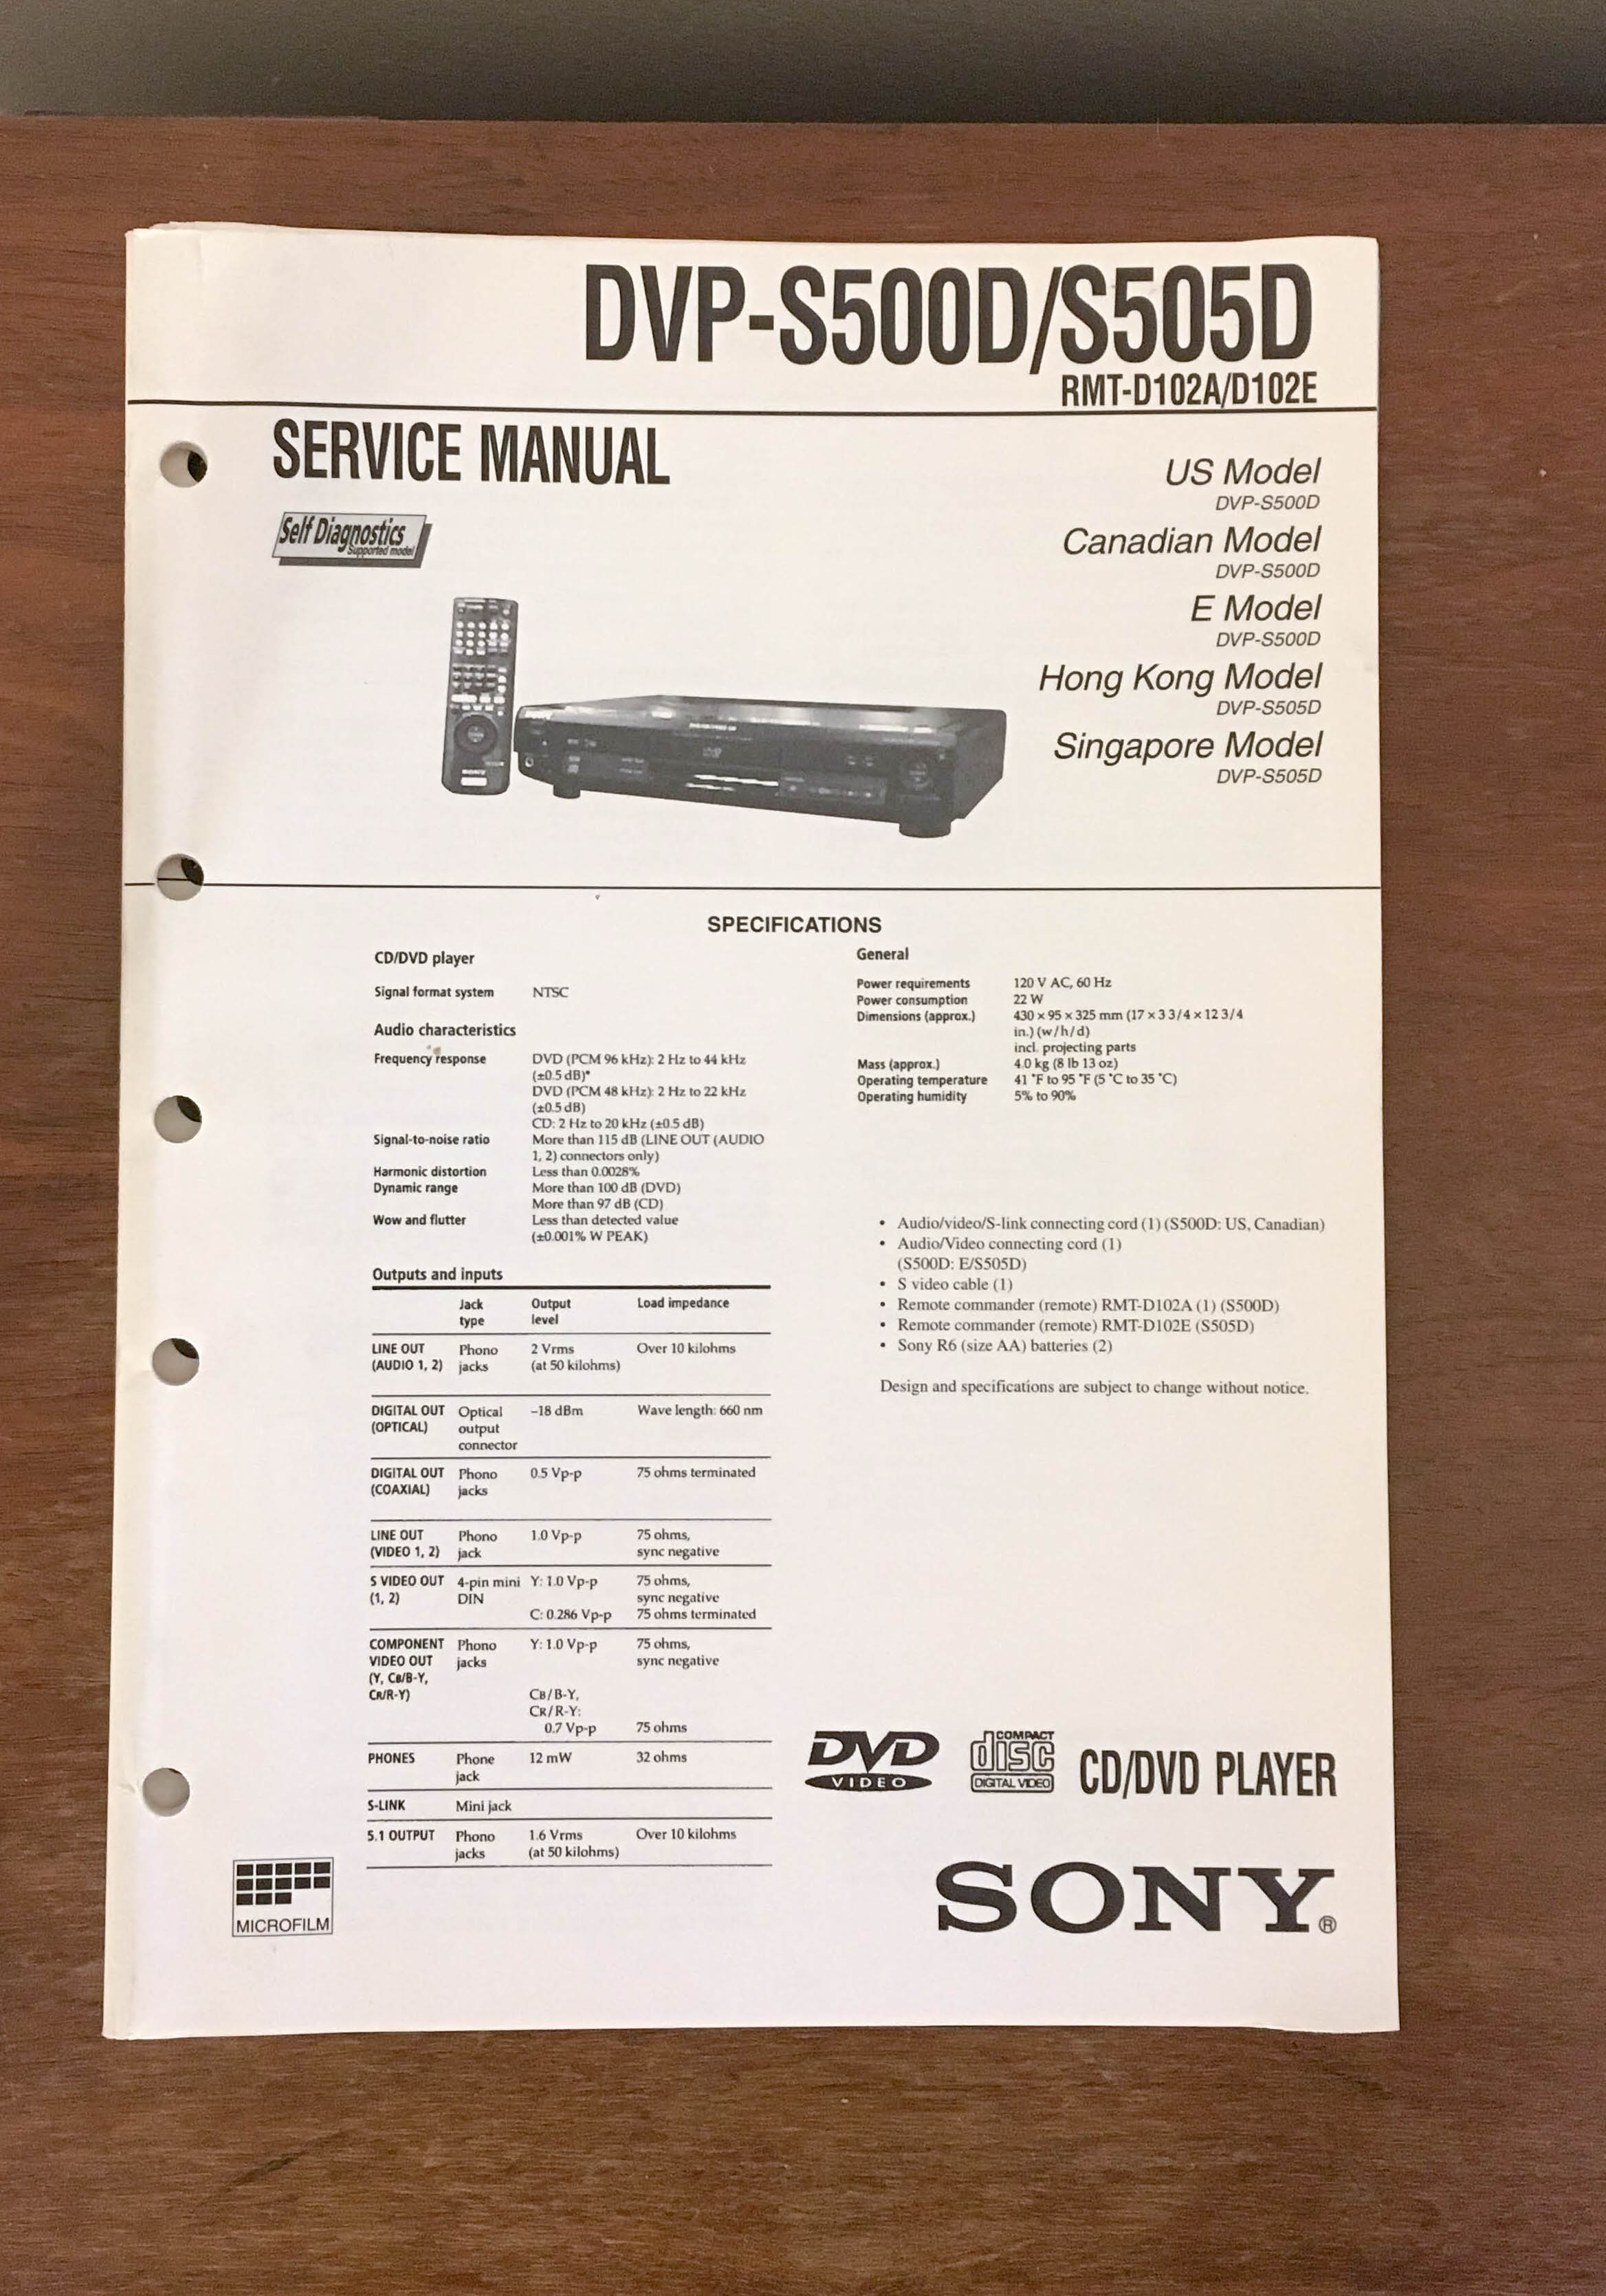 DVP-S500D/S505D
RMT-D102A/D102E
SERVICE MANUAL
Self Diagnostics
Supported model
US Model
DVP-S500D
Canadian Model
DVP-S500D
E Model
DVP-S500D
Hong Kong Model
DVP-S505D
Singapore Model
DVP-S505D
SPECIFICATIONS
CD/DVD player
Signal format system NTSC
Audio characteristics
Frequency response DVD (PCM 96 kHz): 2 Hz to 44 kHz
(±0.5 dB)*
DVD (PCM 48 kHz): 2 Hz to 22 kHz
(±0.5 dB)
CD: 2 Hz to 20 kHz (±0.5 dB)
Signal-to-noise ratio More than 115 dB (LINE OUT (AUDIO
1, 2) connectors only)
Harmonic distortion Less than 0.0028%
Dynamic range More than 100 dB (DVD)
More than 97 dB (CD)
Wow and flutter Less than detected value
(±0.001% W PEAK)
Outputs and inputs
Jack Output Load impedance
type level
LINE OUT Phono 2 Vrms Over 10 kilohms
(AUDIO 1, 2) jacks (at 50 kilohms)
DIGITAL OUT Optical –18 dBm Wave length: 660 nm
(OPTICAL) output
connector
DIGITAL OUT Phono 0.5 Vp-p 75 ohms terminated
(COAXIAL) jacks
LINE OUT Phono 1.0 Vp-p 75 ohms,
(VIDEO 1, 2) jack sync negative
S VIDEO OUT 4-pin mini Y: 1.0 Vp-p 75 ohms,
(1, 2) DIN sync negative
C: 0.286 Vp-p 75 ohms terminated
COMPONENT Phono Y: 1.0 Vp-p 75 ohms,
VIDEO OUT jacks sync negative
(Y, CB/B-Y,
CR/R-Y) CB/B-Y,
CR/R-Y:
0.7 Vp-p 75 ohms
PHONES Phone 12 mW 32 ohms
jack
S-LINK Mini jack
5.1 OUTPUT Phono 1.6 Vrms Over 10 kilohms
jacks (at 50 kilohms)
General
Power requirements 120 V AC, 60 Hz
Power consumption 22 W
Dimensions (approx.) 430 × 95 × 325 mm (17 × 3 3/4 × 12 3/4
in.) (w/h/d)
incl. projecting parts
Mass (approx.) 4.0 kg (8 lb 13 oz)
Operating temperature 41 °F to 95 °F (5 °C to 35 °C)
Operating humidity 5% to 90%
• Audio/video/S-link connecting cord (1) (S500D: US, Canadian)
• Audio/Video connecting cord (1)
(S500D: E/S505D)
• S video cable (1)
• Remote commander (remote) RMT-D102A (1) (S500D)
• Remote commander (remote) RMT-D102E (S505D)
• Sony R6 (size AA) batteries (2)
Design and specifications are subject to change without notice.
DVD
VIDEO
COMPACT
disc
DIGITAL VIDEO
CD/DVD PLAYER
MICROFILM
SONY®